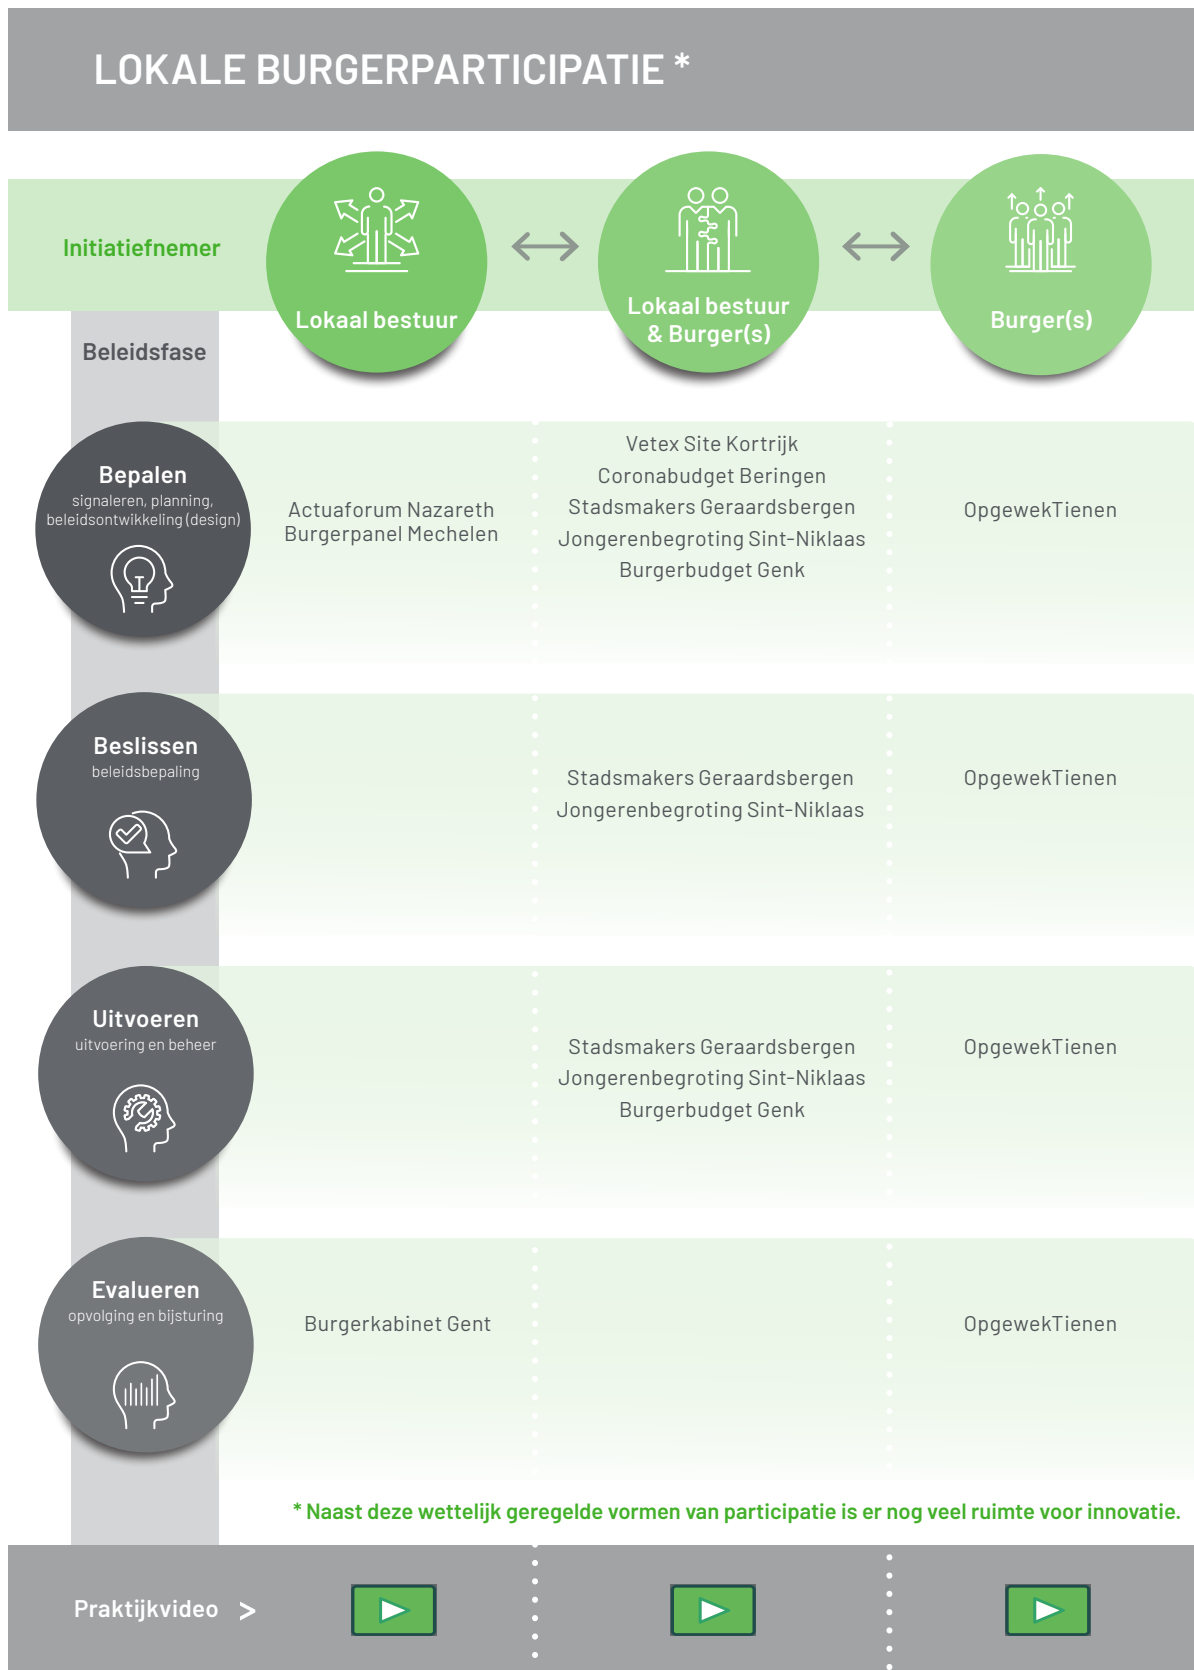 LOKALE BURGERPARTICIPATIE *
Initiatiefnemer
Lokaal bestuur
Lokaal bestuur
& Burger(s)
Burger(s)
Beleidsfase
Bepalen
signaleren, planning,
beleidsontwikkeling (design)
Actuaforum Nazareth
Burgerpanel Mechelen
Vetex Site Kortrijk
Coronabudget Beringen
Stadsmakers Geraardsbergen
Jongerenbegroting Sint-Niklaas
Burgerbudget Genk
OpgewekTienen
Beslissen
beleidsbepaling
Stadsmakers Geraardsbergen
Jongerenbegroting Sint-Niklaas
OpgewekTienen
Uitvoeren
uitvoering en beheer
Stadsmakers Geraardsbergen
Jongerenbegroting Sint-Niklaas
Burgerbudget Genk
OpgewekTienen
Evalueren
opvolging en bijsturing
Burgerkabinet Gent
OpgewekTienen
* Naast deze wettelijk geregelde vormen van participatie is er nog veel ruimte voor innovatie.
Praktijkvideo >